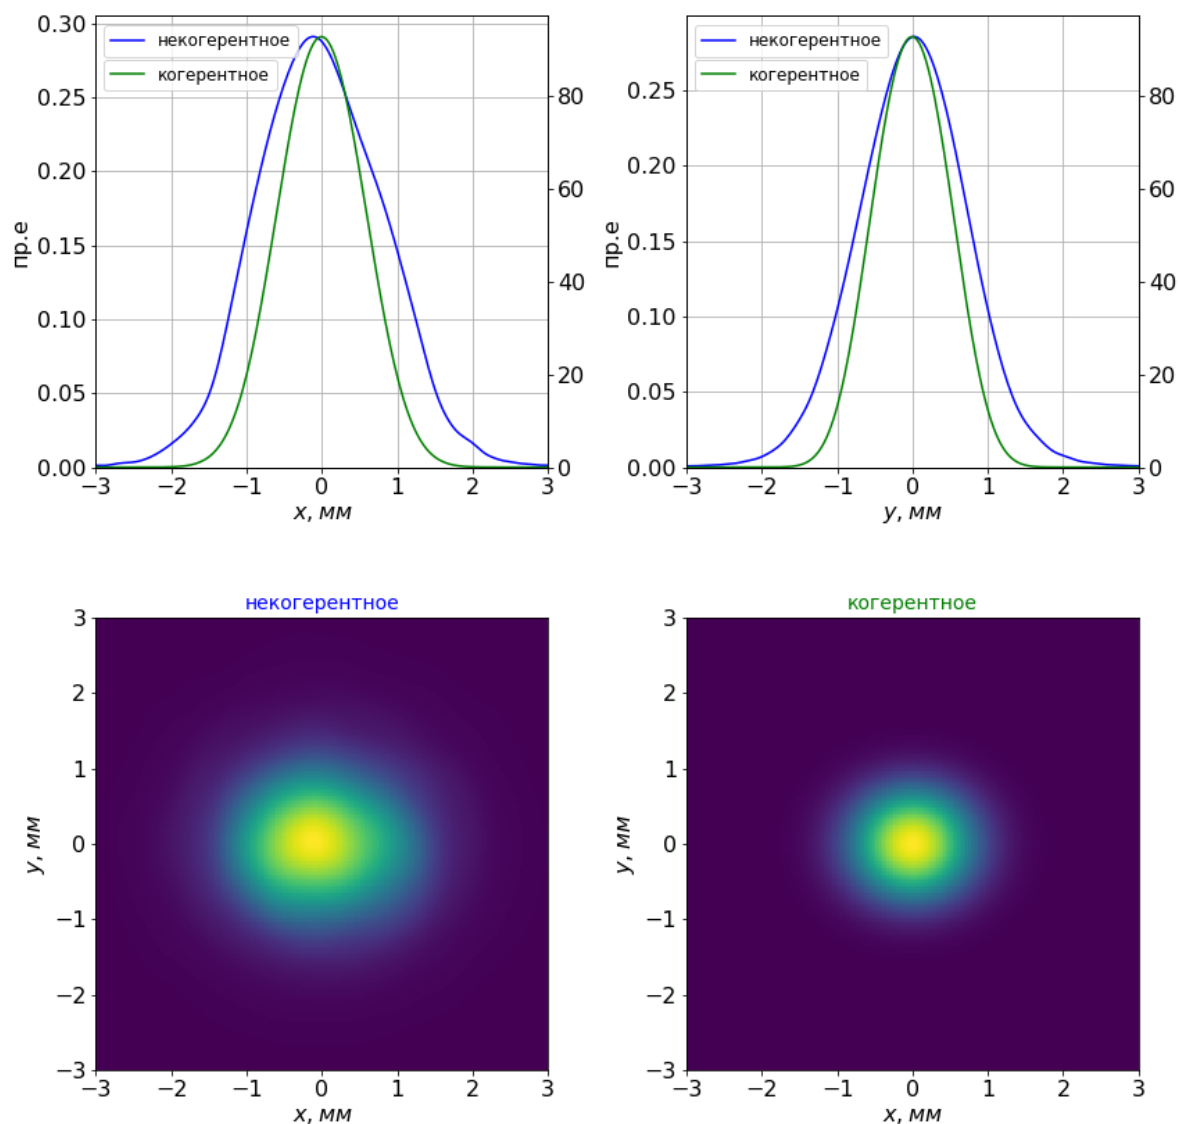 некогерентное
когерентное
пр.е
0.30
0.25
0.20
0.15
0.10
0.05
0.00
80
60
40
20
0
−3 −2 −1 0 1 2 3
x, мм
некогерентное
когерентное
пр.е
0.25
0.20
0.15
0.10
0.05
0.00
80
60
40
20
0
−3 −2 −1 0 1 2 3
y, мм
некогерентное
y, мм
3
2
1
0
−1
−2
−3
−3 −2 −1 0 1 2 3
x, мм
когерентное
y, мм
3
2
1
0
−1
−2
−3
−3 −2 −1 0 1 2 3
x, мм